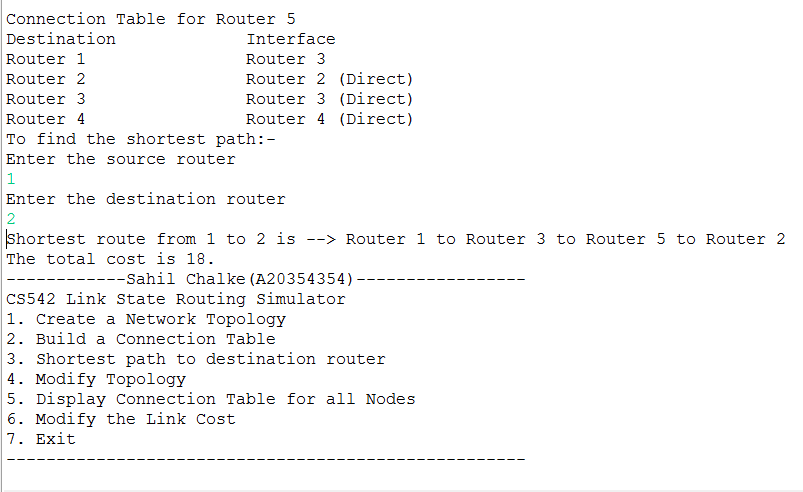 Connection Table for Router 5
Destination Interface
Router 1 Router 3
Router 2 Router 2 (Direct)
Router 3 Router 3 (Direct)
Router 4 Router 4 (Direct)
To find the shortest path:-
Enter the source router
1
Enter the destination router
2
Shortest route from 1 to 2 is --> Router 1 to Router 3 to Router 5 to Router 2
The total cost is 18.
------------Sahil Chalke(A20354354)-----------------
CS542 Link State Routing Simulator
1. Create a Network Topology
2. Build a Connection Table
3. Shortest path to destination router
4. Modify Topology
5. Display Connection Table for all Nodes
6. Modify the Link Cost
7. Exit
----------------------------------------------------